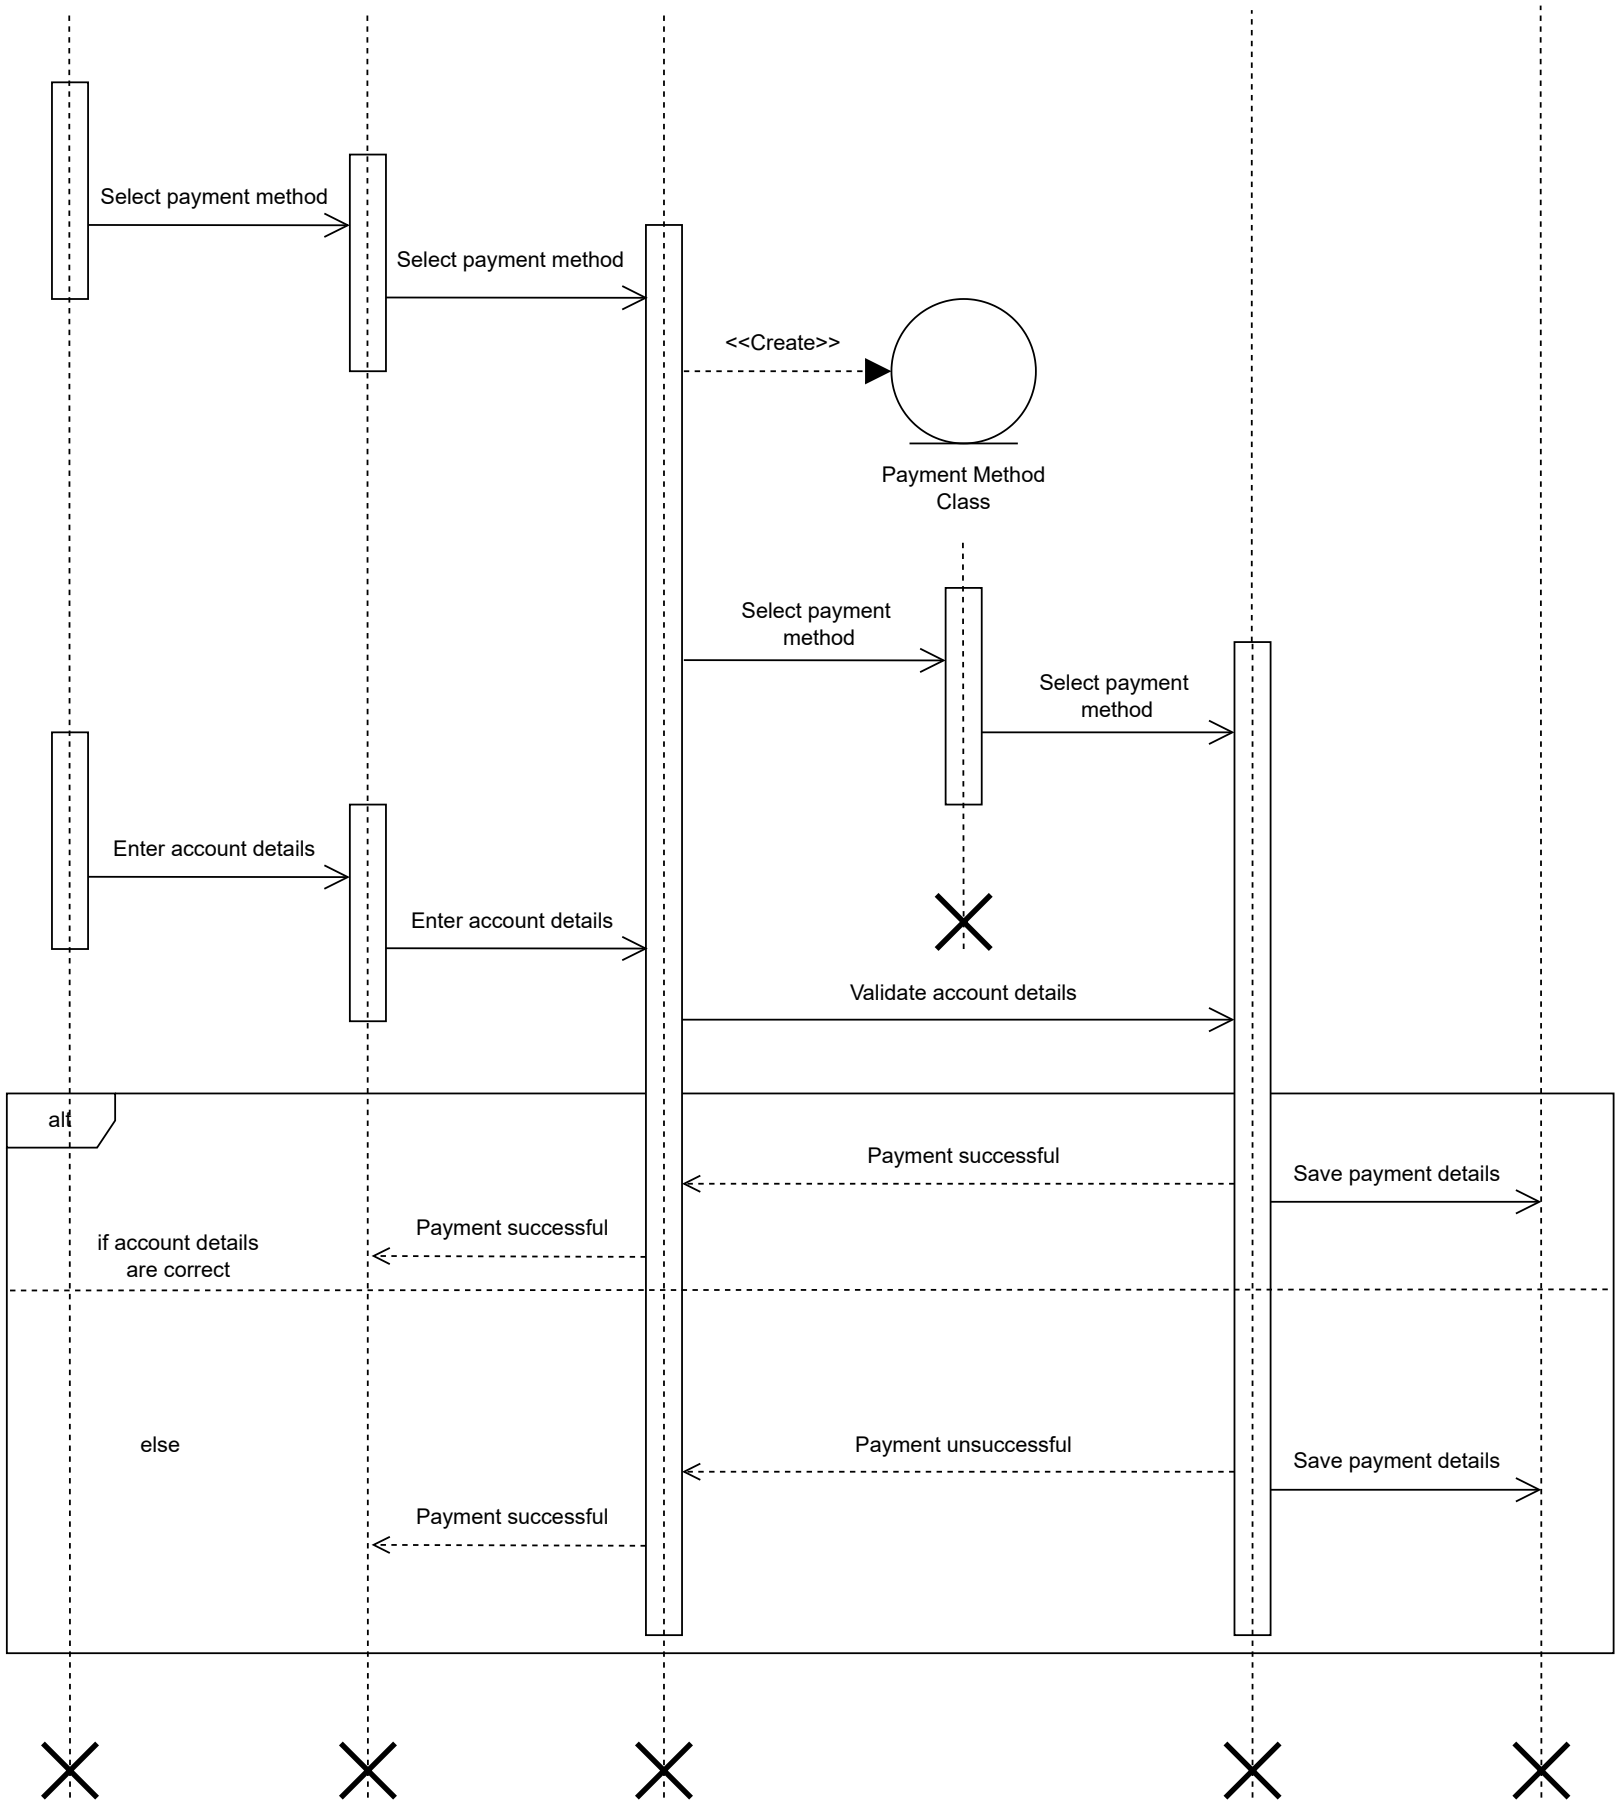 Select payment method
Select payment method
<<Create>>
Payment Method
Class
Select payment
method
Select payment
method
Enter account details
Enter account details
Validate account details
alt
Payment successful
Save payment details
Payment successful
if account details
are correct
else
Payment unsuccessful
Save payment details
Payment successful